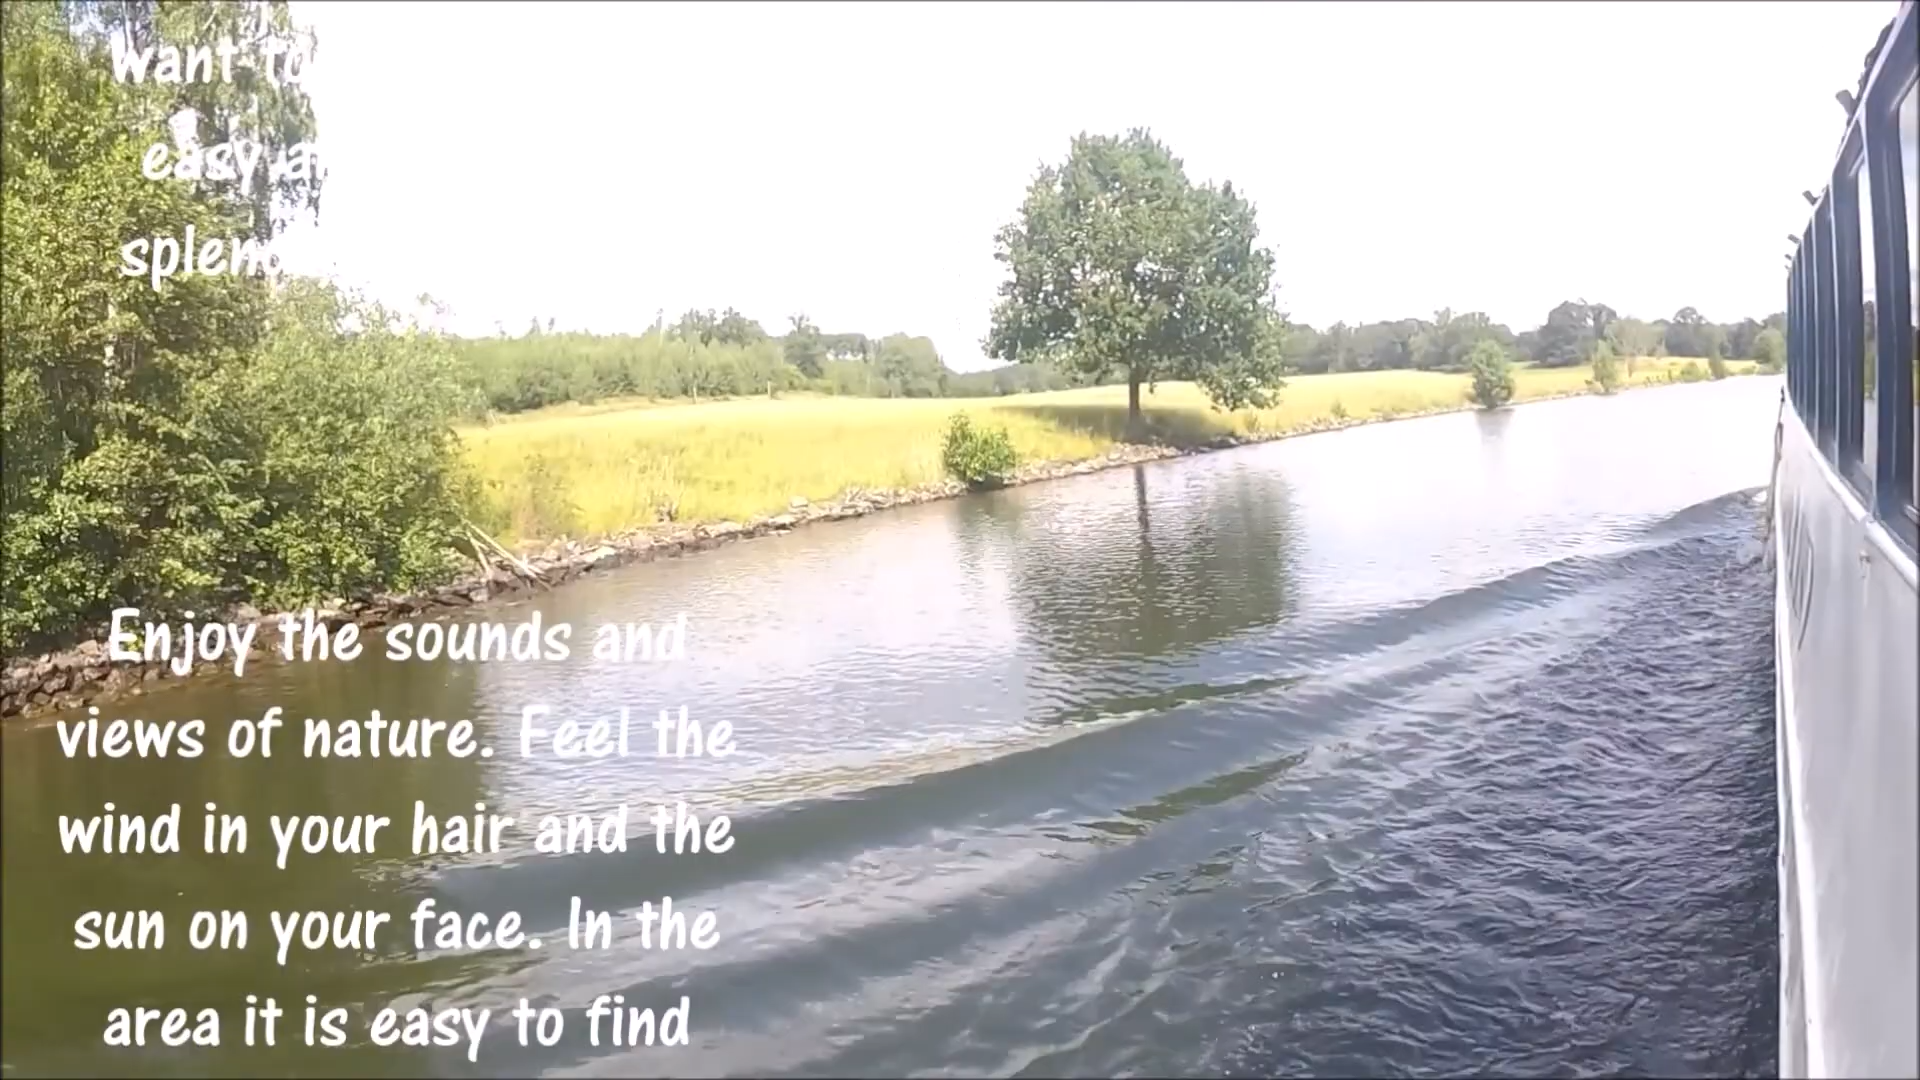 want to
easy
Enjoy the sounds and
views of nature. Feel the
wind in your hair and the
sun on your face. In the
area it is easy to find